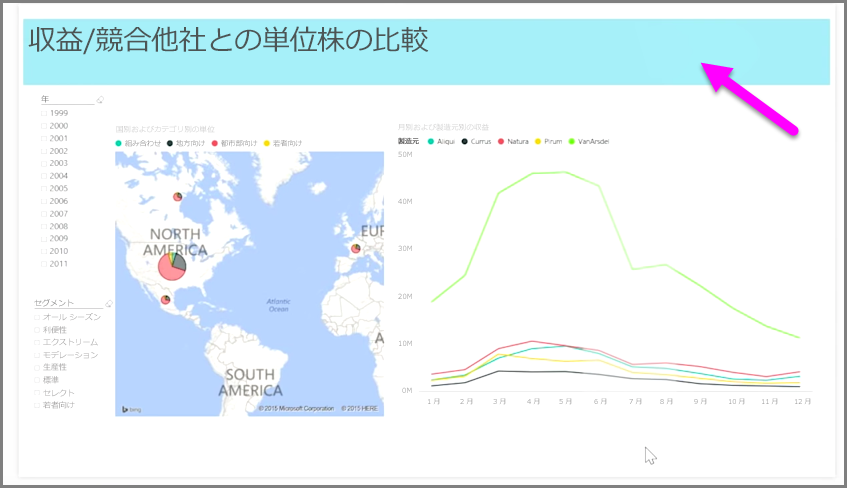 収益/競合他社との単位株の比較
年
1999
2000
2001
2002
2003
2004
2005
2006
2007
2008
2009
2010
2011
セグメント
オール シーズン
利便性
エクストリーム
モデレーション
生産性
標準
セレクト
若者向け
国別およびカテゴリ別の単位
組み合わせ 地方向け 都市部向け 若者向け
NORTH
AMERICA
EUR
Atlantic
Ocean
A
SOUTH
AMERICA
bing
© 2015 Microsoft Corporation © 2015 HERE
月別および製造元別の収益
製造元 Aliqui Currus Natura Pirum VanArsdel
50M
40M
30M
20M
10M
0M
1 月 2 月 3 月 4 月 5 月 6 月 7 月 8 月 9 月 10 月 11 月 12 月